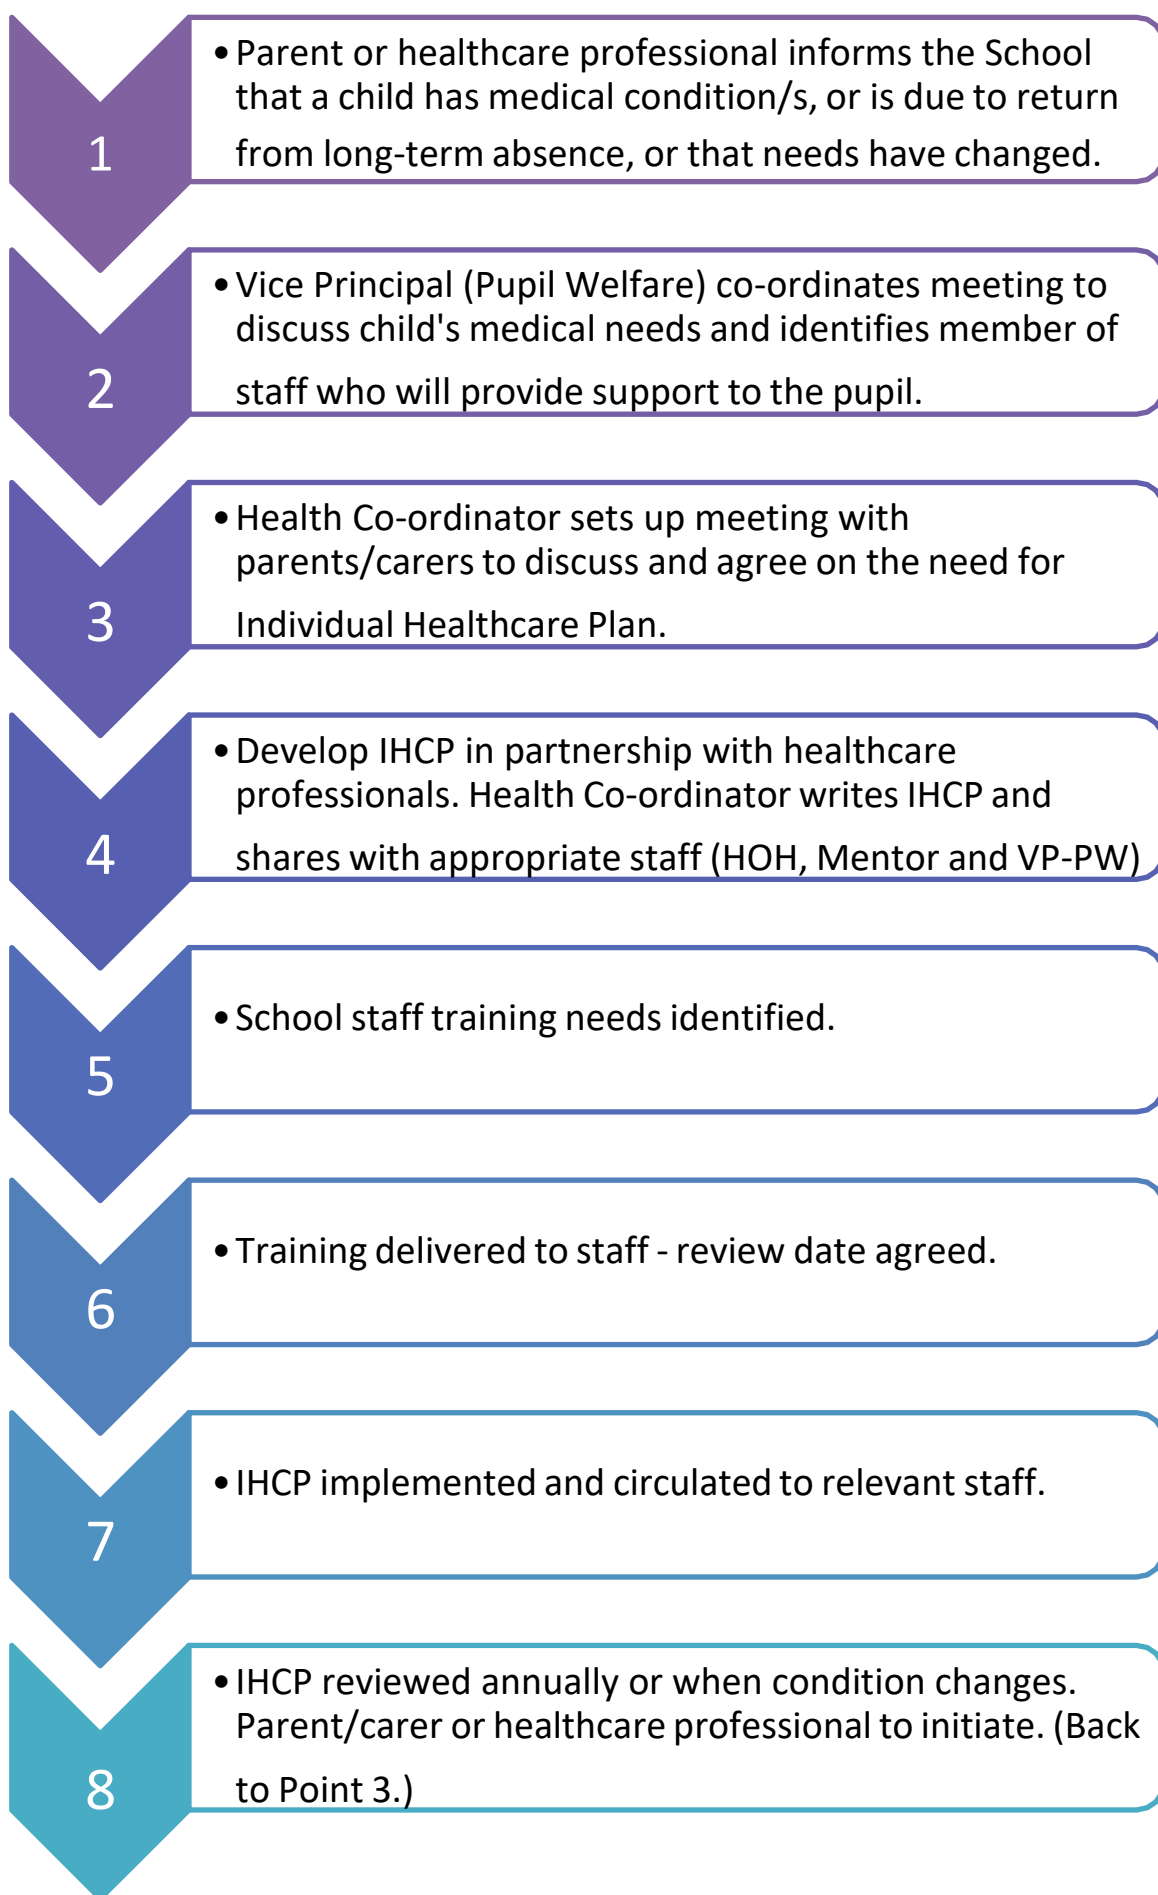 1
•Parent or healthcare professional informs the School
that a child has medical condition/s, or is due to return
from long-term absence, or that needs have changed.
2
•Vice Principal (Pupil Welfare) co-ordinates meeting to
discuss child's medical needs and identifies member of
staff who will provide support to the pupil.
3
•Health Co-ordinator sets up meeting with
parents/carers to discuss and agree on the need for
Individual Healthcare Plan.
4
•Develop IHCP in partnership with healthcare
professionals. Health Co-ordinator writes IHCP and
shares with appropriate staff (HOH, Mentor and VP-PW)
5
•School staff training needs identified.
6
•Training delivered to staff - review date agreed.
7
•IHCP implemented and circulated to relevant staff.
8
•IHCP reviewed annually or when condition changes.
Parent/carer or healthcare professional to initiate. (Back
to Point 3.)